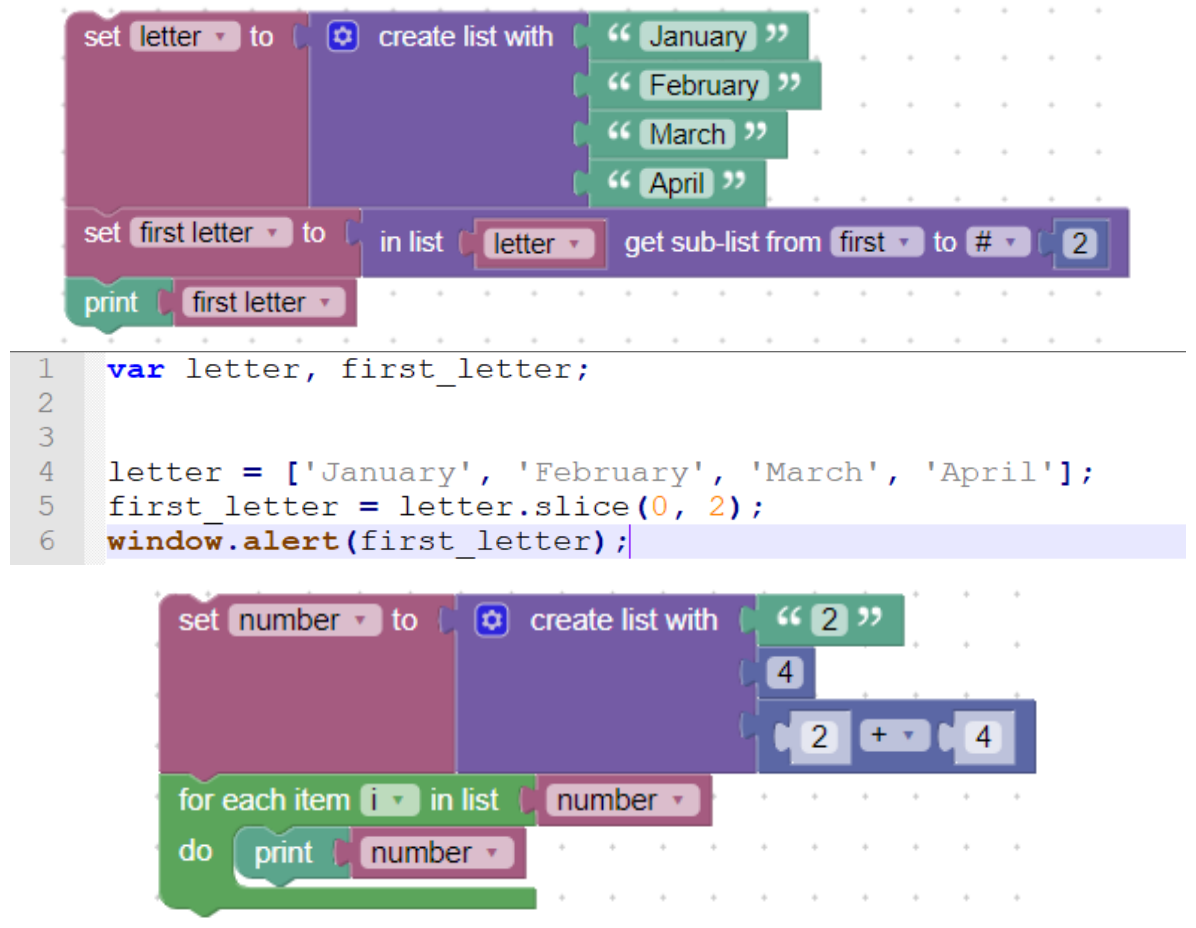 set letter to create list with “ January ”
“ February ”
“ March ”
“ April ”
set first letter to in list letter get sub-list from first to # 2
print first letter
1 var letter, first_letter;
2
3
4 letter = ['January', 'February', 'March', 'April'];
5 first_letter = letter.slice(0, 2);
6 window.alert(first_letter);
set number to create list with “ 2 ”
4
2 + 4
for each item i in list number
do print number